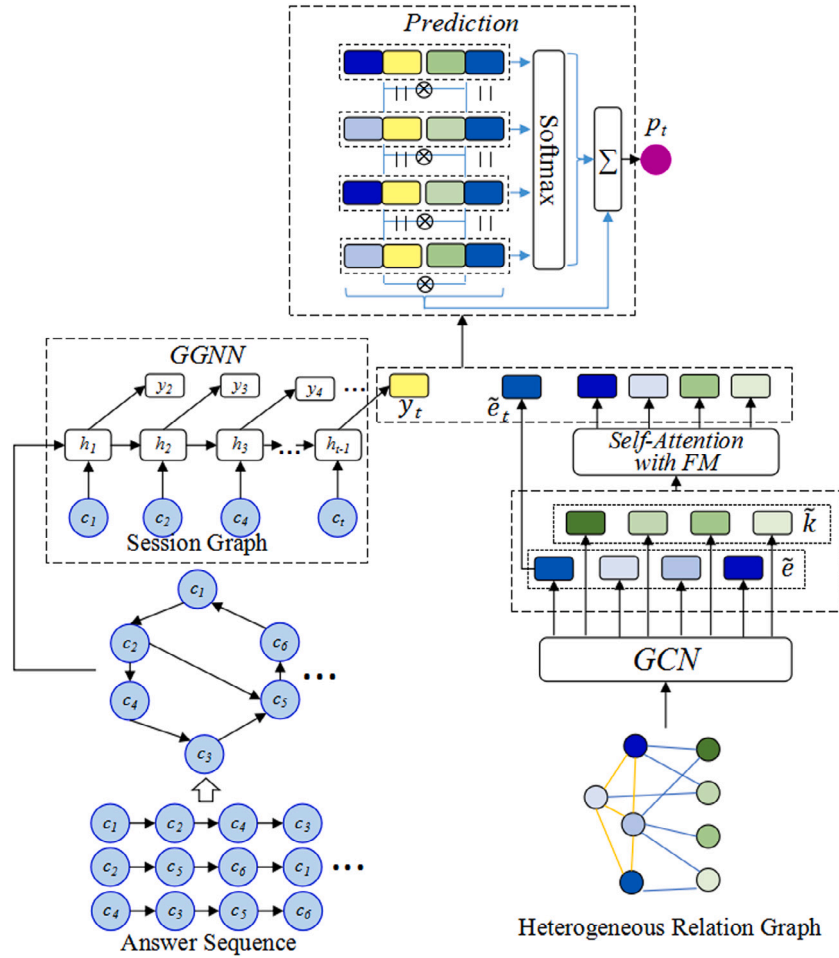 Prediction
||
⊗
||
||
⊗
||
||
⊗
||
⊗
Softmax
∑
p_t
GGNN
y_2
y_3
y_4
...
y_t
ẽ_t
h_1
h_2
h_3
...
h_{t-1}
Self-Attention
with FM
c_1
c_2
c_4
c_t
Session Graph
k̃
ẽ
GCN
c_1
c_2
c_6
...
c_4
c_5
c_3
c_1
c_2
c_4
c_3
c_2
c_5
c_6
c_1
...
c_4
c_3
c_5
c_6
Answer Sequence
Heterogeneous Relation Graph